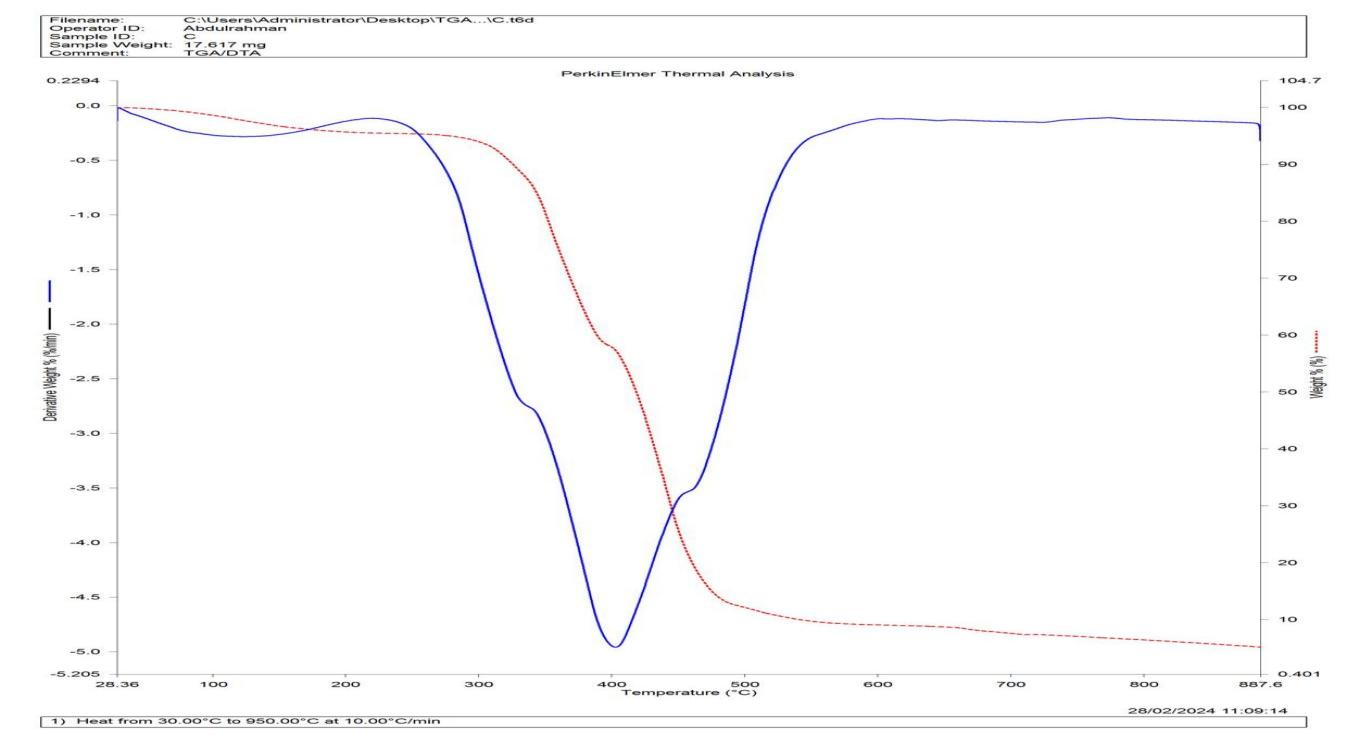 Filename: C:\Users\Administrator\Desktop\TGA...\C.t6d
Operator ID: Abdulrahman
Sample ID: C
Sample Weight: 17.617 mg
Comment: TGA/DTA
PerkinElmer Thermal Analysis
0.2294
0.0
-0.5
-1.0
-1.5
-2.0
-2.5
-3.0
-3.5
-4.0
-4.5
-5.0
-5.205
Derivative Weight % (%/min)
104.7
100
90
80
70
60
50
40
30
20
10
0.401
Weight % (%)
28.36 100 200 300 400 500 600 700 800 887.6
Temperature (°C)
28/02/2024 11:09:14
1) Heat from 30.00°C to 950.00°C at 10.00°C/min